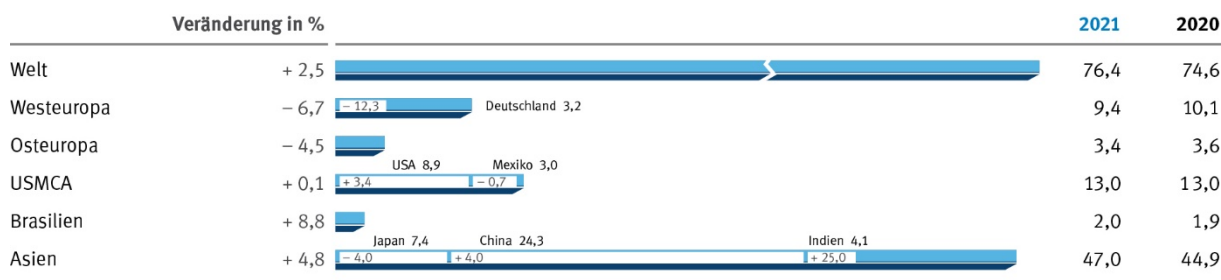 Veränderung in % 2021 2020
Welt + 2,5 76,4 74,6
Westeuropa – 6,7 – 12,3 Deutschland 3,2 9,4 10,1
Osteuropa – 4,5 3,4 3,6
USA 8,9 Mexiko 3,0
USMCA + 0,1 + 3,4 – 0,7 13,0 13,0
Brasilien + 8,8 2,0 1,9
Japan 7,4 China 24,3 Indien 4,1
Asien + 4,8 – 4,0 + 4,0 + 25,0 47,0 44,9